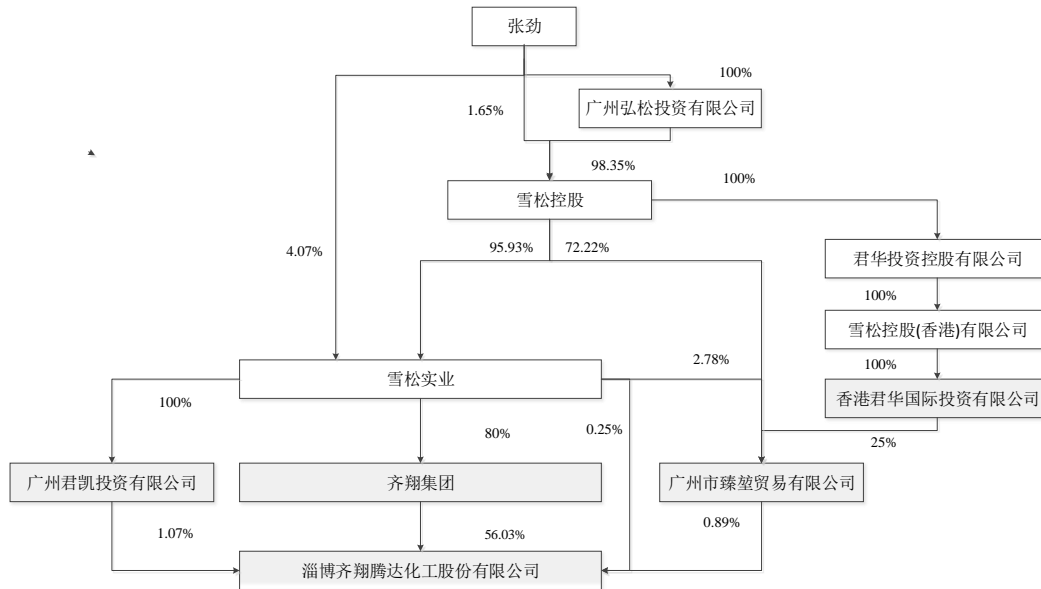 张劲
100%
1.65%
广州弘松投资有限公司
98.35%
雪松控股
100%
4.07%
95.93%
72.22%
君华投资控股有限公司
100%
雪松控股(香港)有限公司
2.78%
100%
雪松实业
香港君华国际投资有限公司
100%
80%
0.25%
25%
广州君凯投资有限公司
齐翔集团
广州市臻堃贸易有限公司
1.07%
56.03%
0.89%
淄博齐翔腾达化工股份有限公司